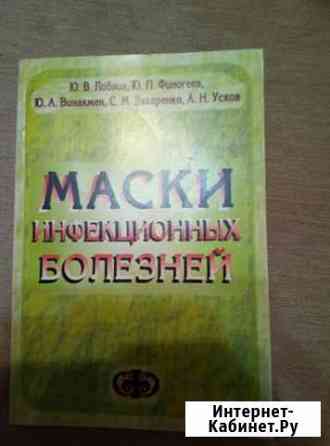 Ю. В. Лобзин, Ю. П. Финогеев,
Ю. А. Винакмен, С. М. Захаренко, А. Н. Усков
МАСКИ
ИНФЕКЦИОННЫХ
БОЛЕЗНЕЙ
Интернет-
Кабинет.Ру